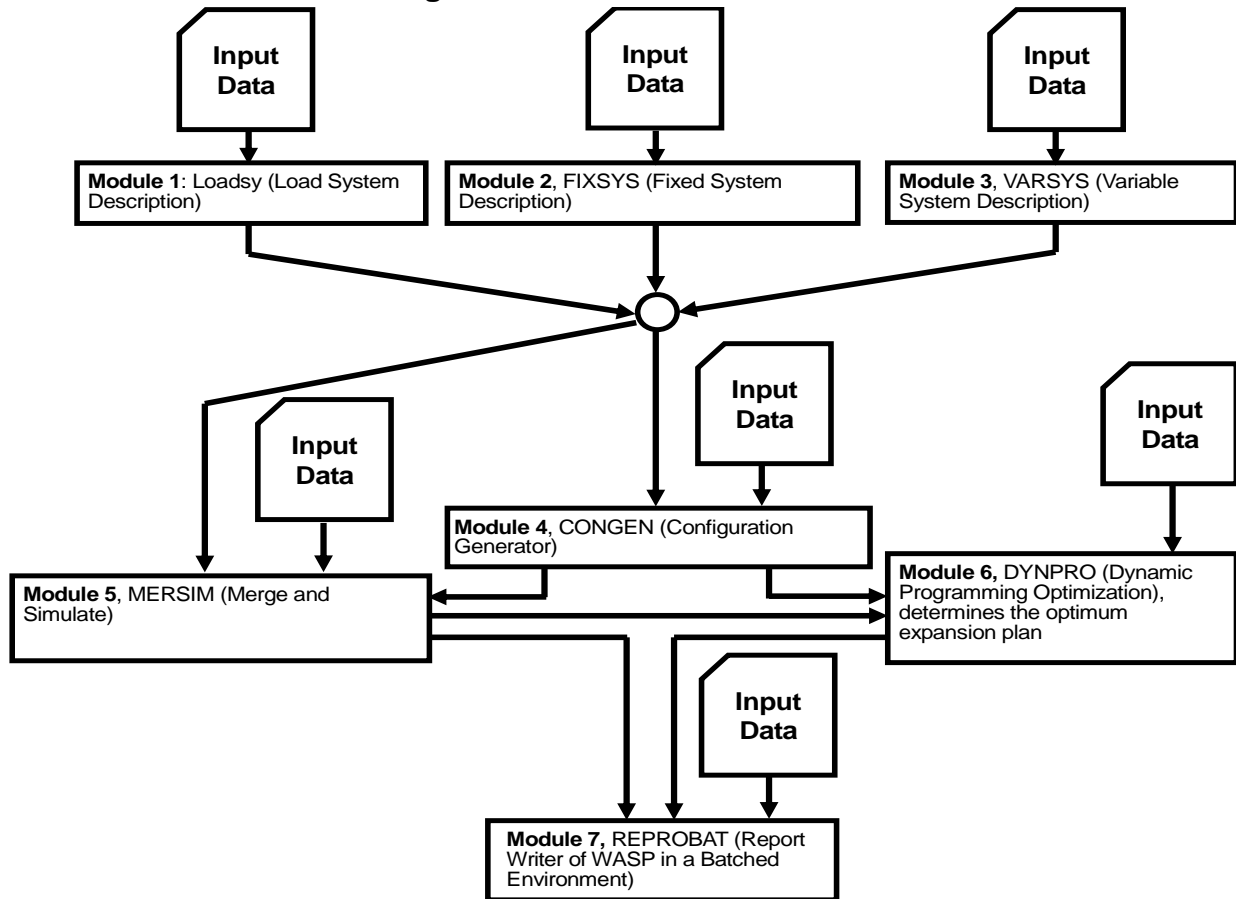 Input
Data
Input
Data
Input
Data
Module 1: Loadsy (Load System
Description)
Module 2, FIXSYS (Fixed System
Description)
Module 3, VARSYS (Variable
System Description)
Input
Data
Input
Data
Input
Data
Module 4, CONGEN (Configuration
Generator)
Module 5, MERSIM (Merge and
Simulate)
Module 6, DYNPRO (Dynamic
Programming Optimization),
determines the optimum
expansion plan
Input
Data
Module 7, REPROBAT (Report
Writer of WASP in a Batched
Environment)